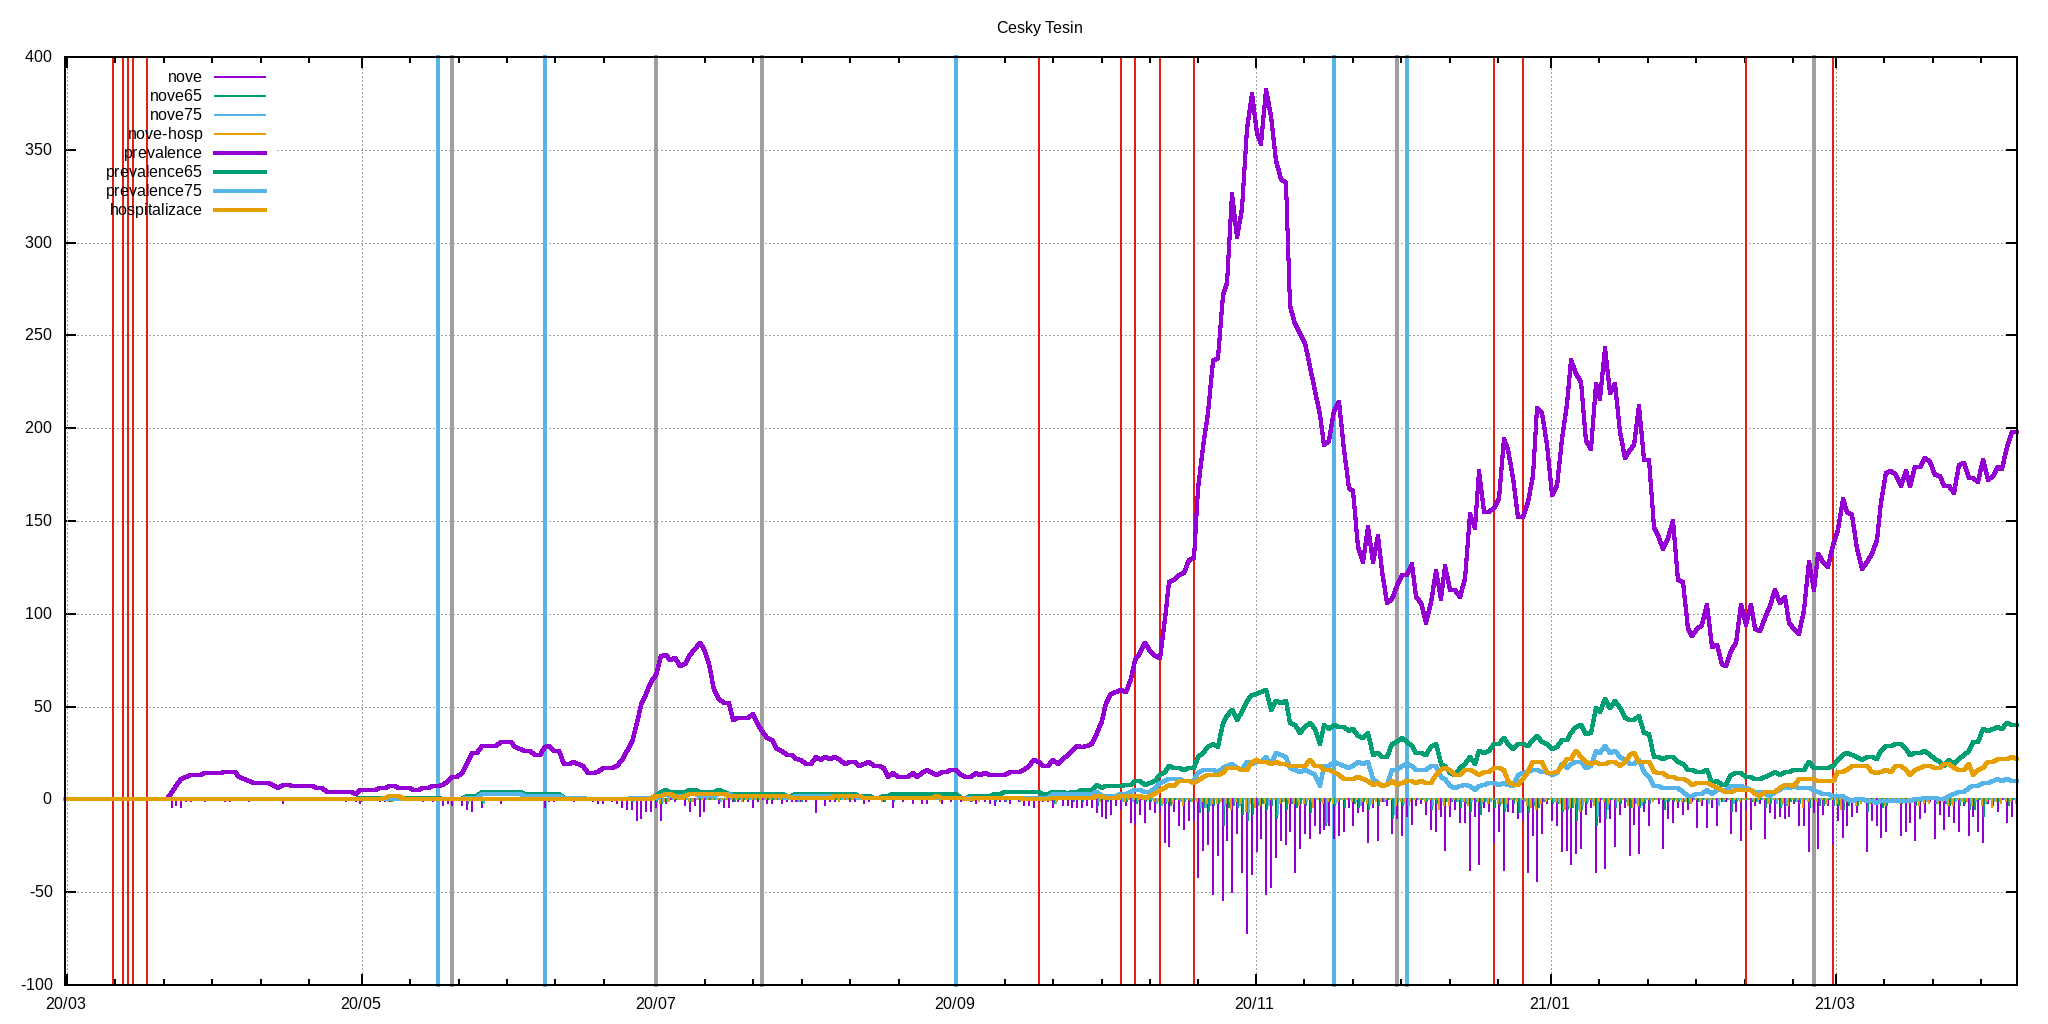 Cesky Tesin
400
350
300
250
200
150
100
50
0
-50
-100
nove
nove65
nove75
nove-hosp
prevalence
prevalence65
prevalence75
hospitalizace
20/03 20/05 20/07 20/09 20/11 21/01 21/03